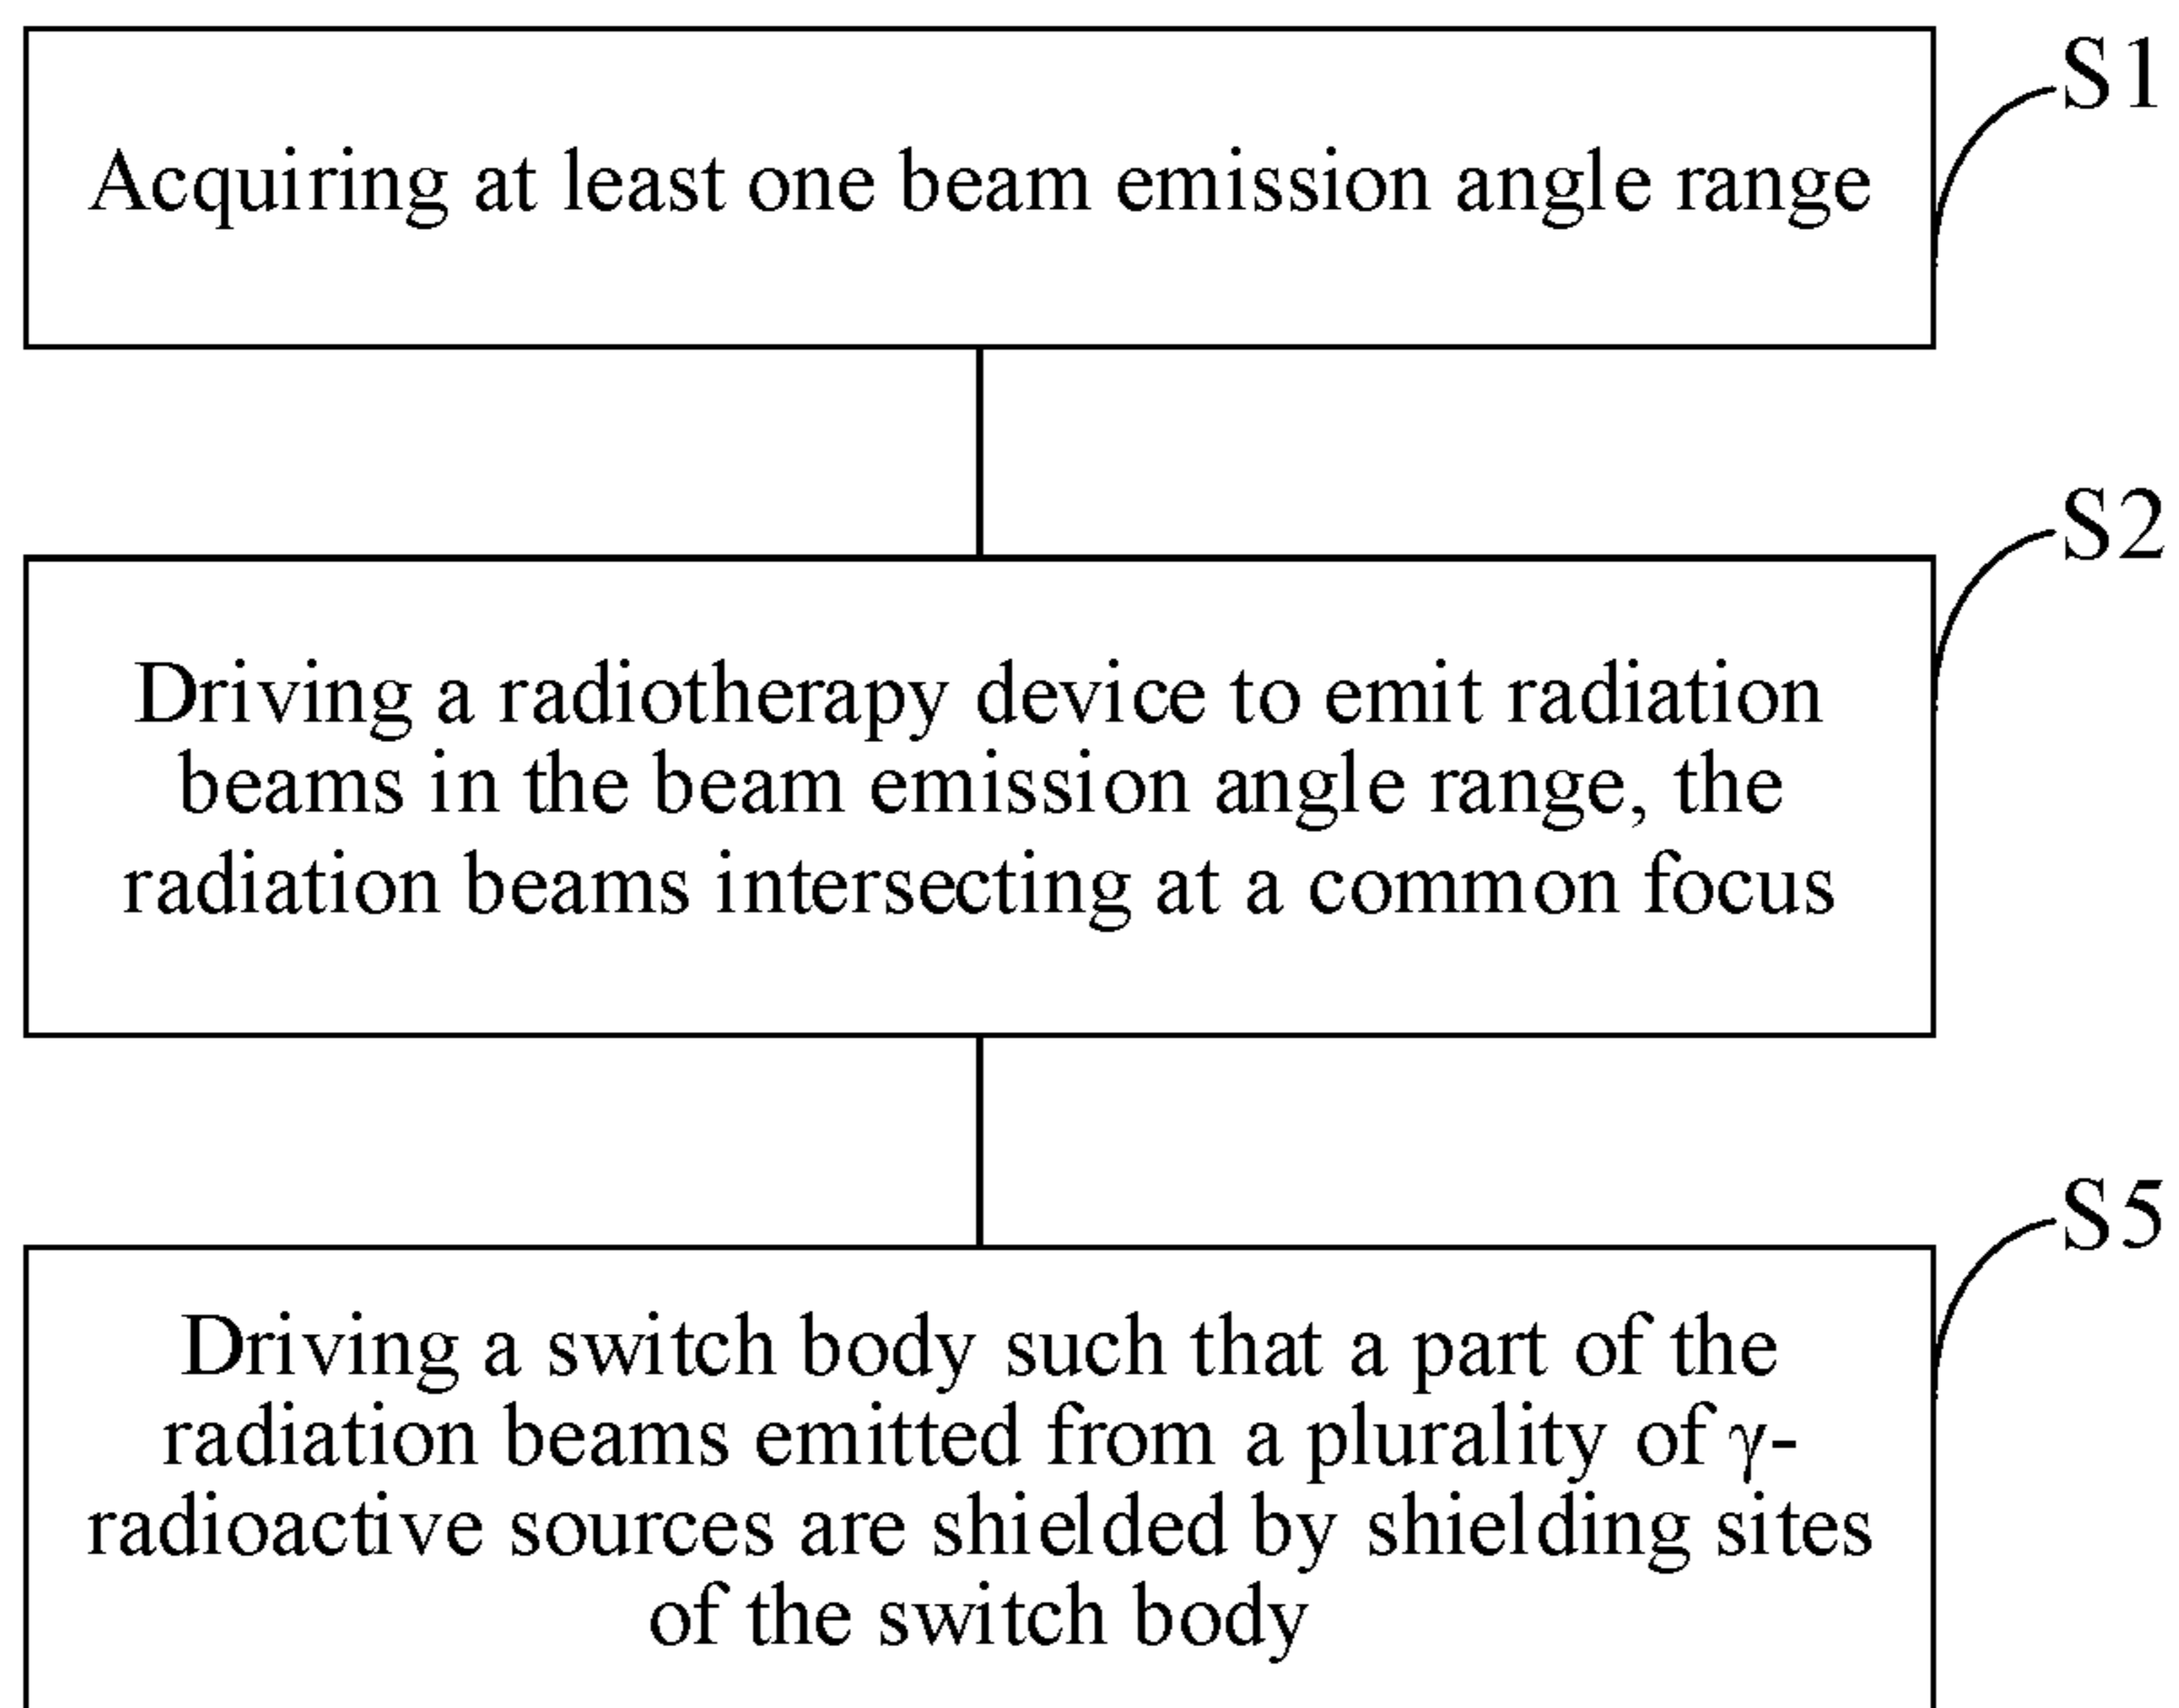 S1
Acquiring at least one beam emission angle range
S2
Driving a radiotherapy device to emit radiation
beams in the beam emission angle range, the
radiation beams intersecting at a common focus
S5
Driving a switch body such that a part of the
radiation beams emitted from a plurality of γ-
radioactive sources are shielded by shielding sites
of the switch body